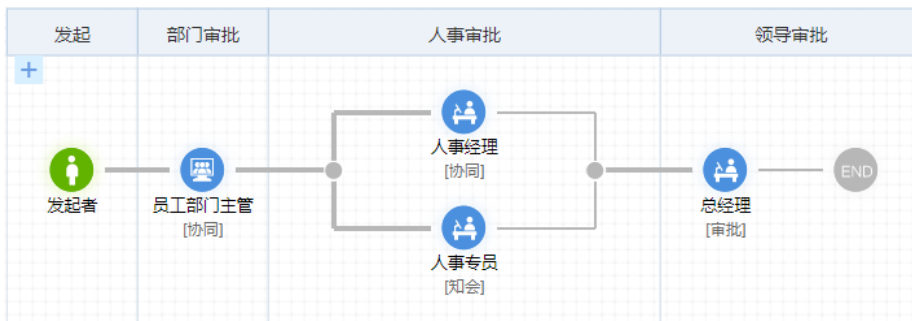 发起
部门审批
人事审批
领导审批
人事经理
[协同]
发起者
员工部门主管
[协同]
人事专员
[知会]
总经理
[审批]
END